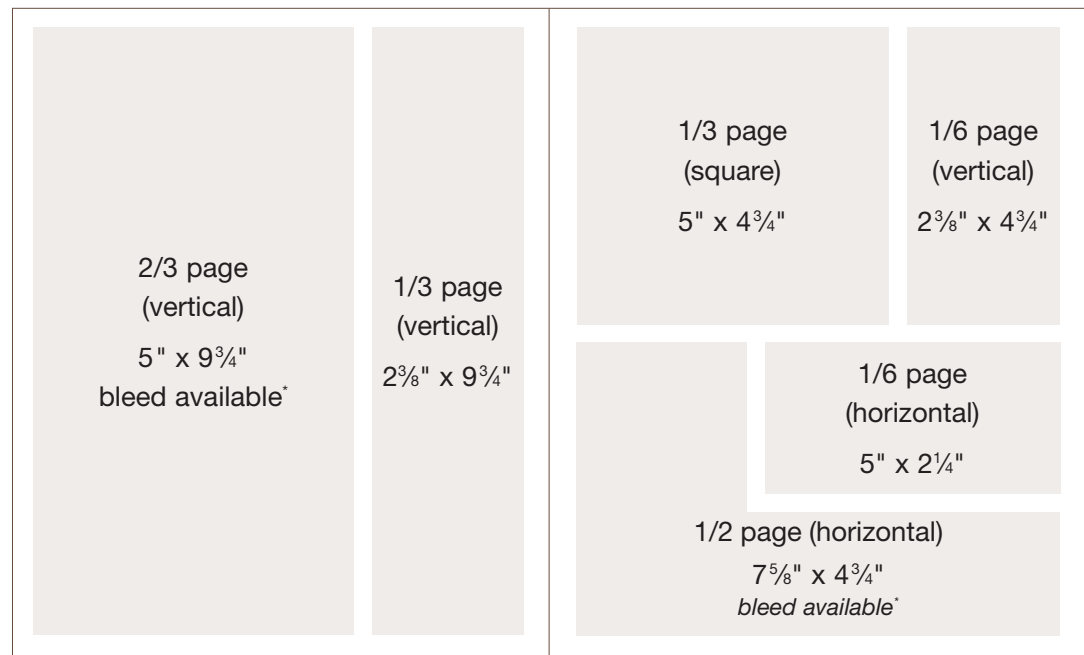 2/3 page
(vertical)
5" x 9¾"
bleed available*
1/3 page
(vertical)
2⅜" x 9¾"
1/3 page
(square)
5" x 4¾"
1/6 page
(vertical)
2⅜" x 4¾"
1/6 page
(horizontal)
5" x 2¼"
1/2 page (horizontal)
7⅝" x 4¾"
bleed available*